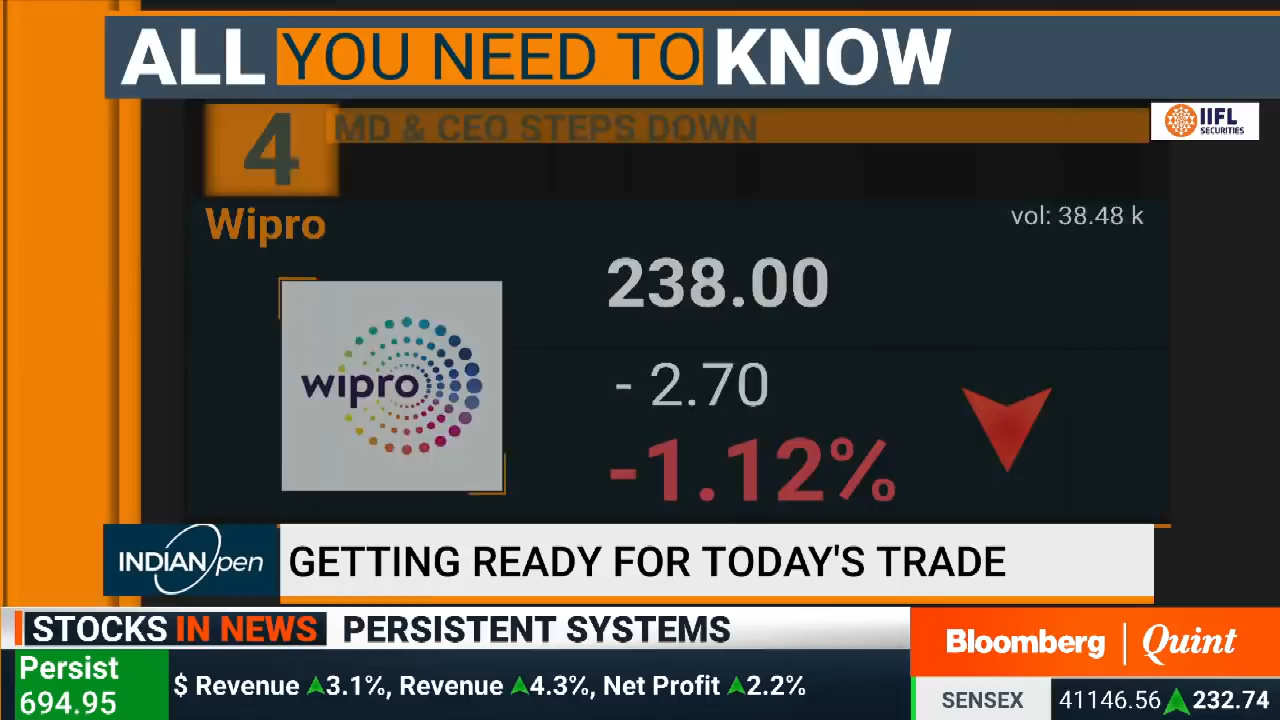 ALL YOU NEED TO KNOW
4
MD & CEO STEPS DOWN
IIFL
SECURITIES
Wipro
vol: 38.48 k
238.00
wipro
- 2.70
-1.12%
INDIAN Open
GETTING READY FOR TODAY'S TRADE
STOCKS IN NEWS
PERSISTENT SYSTEMS
Bloomberg | Quint
Persist
694.95
$ Revenue ▲3.1%, Revenue ▲4.3%, Net Profit ▲2.2%
SENSEX 41146.56 ▲232.74